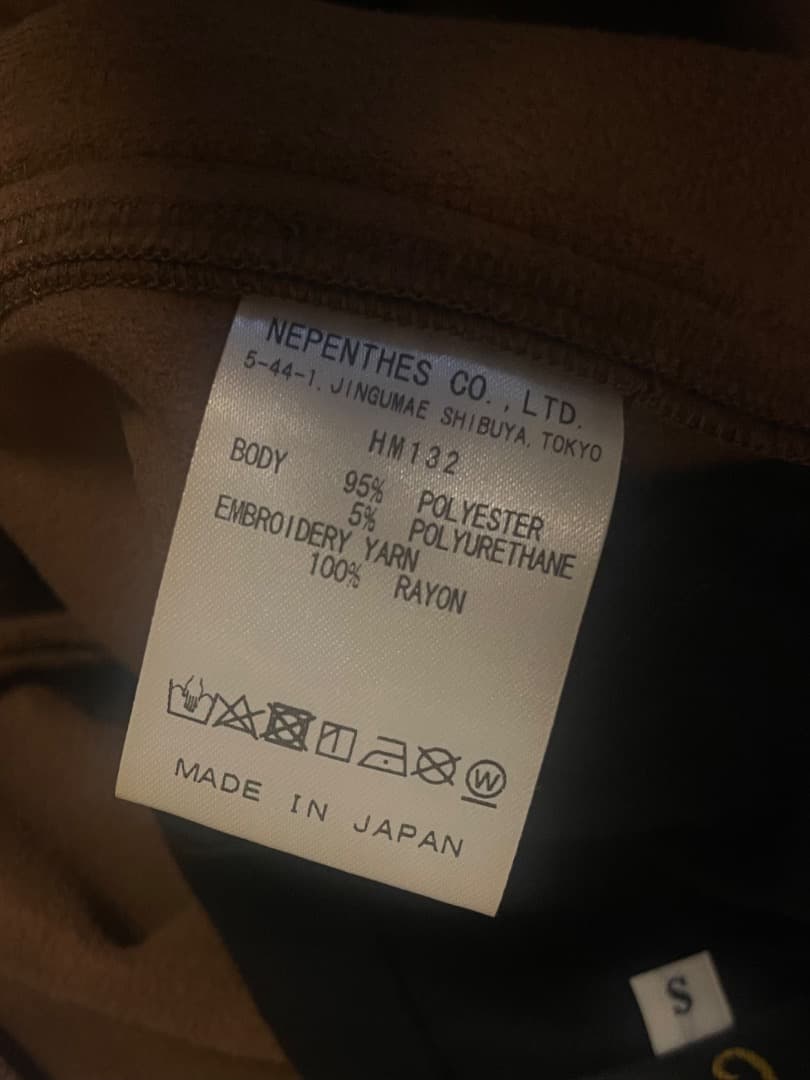 NEPENTHES CO., LTD.
5-44-1, JINGUMAE SHIBUYA, TOKYO
HM132
BODY 95% POLYESTER
5% POLYURETHANE
EMBROIDERY YARN
100% RAYON
W
MADE IN JAPAN
S